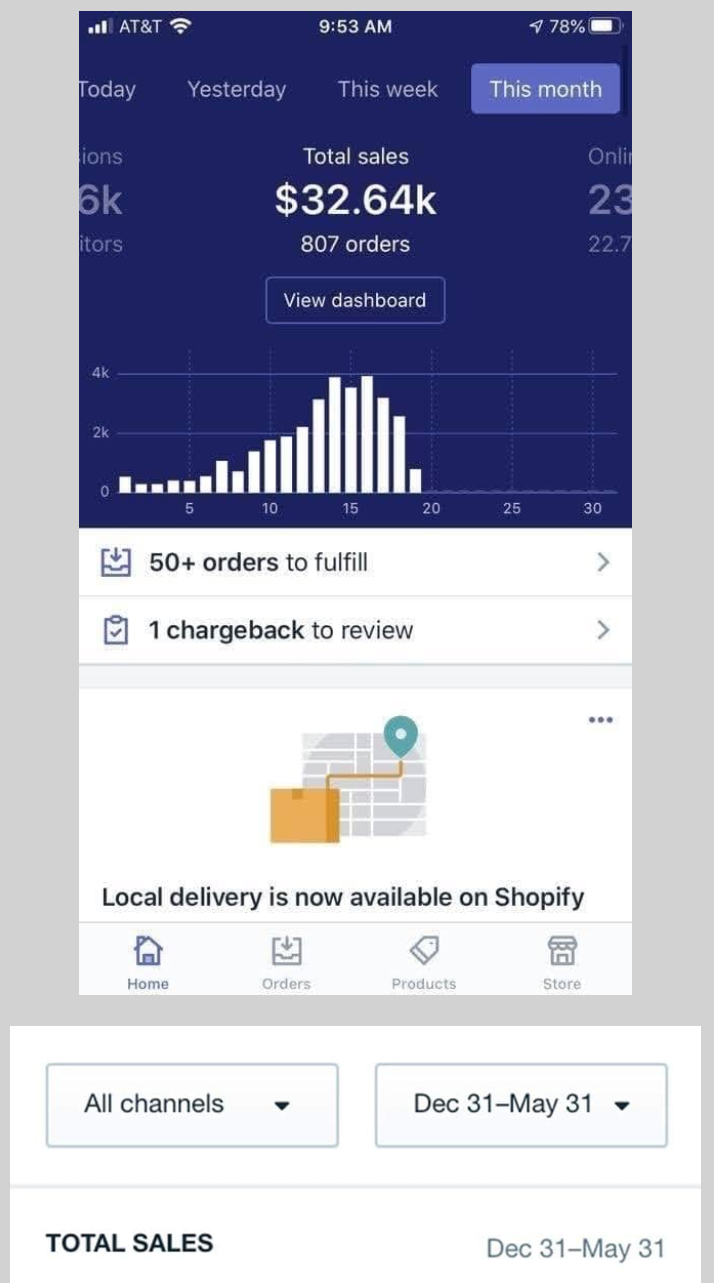 AT&T 9:53 AM 78%
Today Yesterday This week This month
Total sales
6k $32.64k 23
807 orders 22.7
View dashboard
4k
2k
0
5 10 15 20 25 30
50+ orders to fulfill
1 chargeback to review
Local delivery is now available on Shopify
Home Orders Products Store
All channels Dec 31–May 31
TOTAL SALES Dec 31–May 31